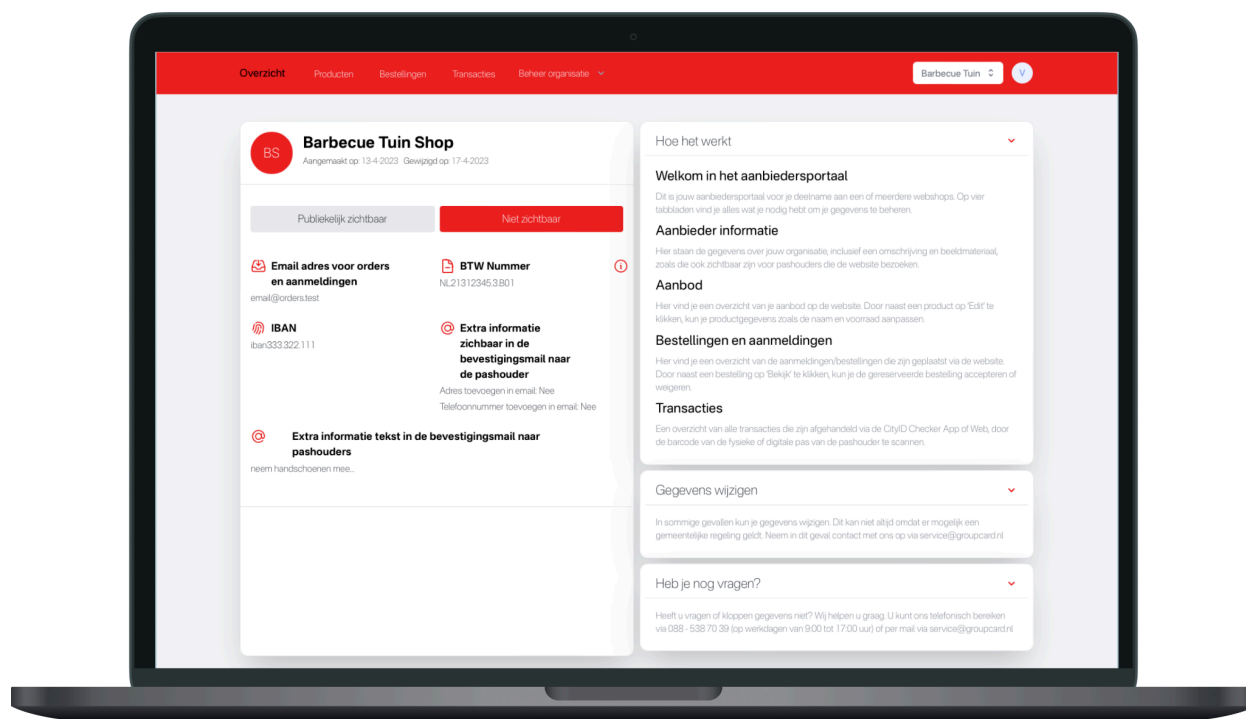 Overzicht Producten Bestellingen Transacties Beheer organisatie Barbecue Tuin V
BS
Barbecue Tuin Shop
Aangemaakt op: 13-4-2023 Gewijzigd op: 17-4-2023
Publiekelijk zichtbaar Niet zichtbaar
Email adres voor orders
en aanmeldingen
email@orders.test
BTW Nummer
NL21312345.3.B01
IBAN
iban333.322.111
Extra informatie
zichbaar in de
bevestigingsmail naar
de pashouder
Adres toevoegen in email: Nee
Telefoonnummer toevoegen in email: Nee
Extra informatie tekst in de bevestigingsmail naar
pashouders
neem handschoenen mee...
Hoe het werkt
Welkom in het aanbiedersportaal
Dit is jouw aanbiedersportaal voor je deelname aan een of meerdere webshops. Op vier
tabbladen vind je alles wat je nodig hebt om je gegevens te beheren.
Aanbieder informatie
Hier staan de gegevens over jouw organisatie, inclusief een omschrijving en beeldmateriaal,
zoals die ook zichtbaar zijn voor pashouders die de website bezoeken.
Aanbod
Hier vind je een overzicht van je aanbod op de website. Door naast een product op 'Edit' te
klikken, kun je productgegevens zoals de naam en voorraad aanpassen.
Bestellingen en aanmeldingen
Hier vind je een overzicht van de aanmeldingen/bestellingen die zijn geplaatst via de website.
Door naast een bestelling op 'Bekijk' te klikken, kun je de gereserveerde bestelling accepteren of
weigeren.
Transacties
Een overzicht van alle transacties die zijn afgehandeld via de CityID Checker App of Web, door
de barcode van de fysieke of digitale pas van de pashouder te scannen.
Gegevens wijzigen
In sommige gevallen kun je gegevens wijzigen. Dit kan niet altijd omdat er mogelijk een
gemeentelijke regeling geldt. Neem in dit geval contact met ons op via service@groupcard.nl
Heb je nog vragen?
Heeft u vragen of kloppen gegevens niet? Wij helpen u graag. U kunt ons telefonisch bereiken
via 088 - 538 70 39 (op werkdagen van 9:00 tot 17:00 uur) of per mail via service@groupcard.nl